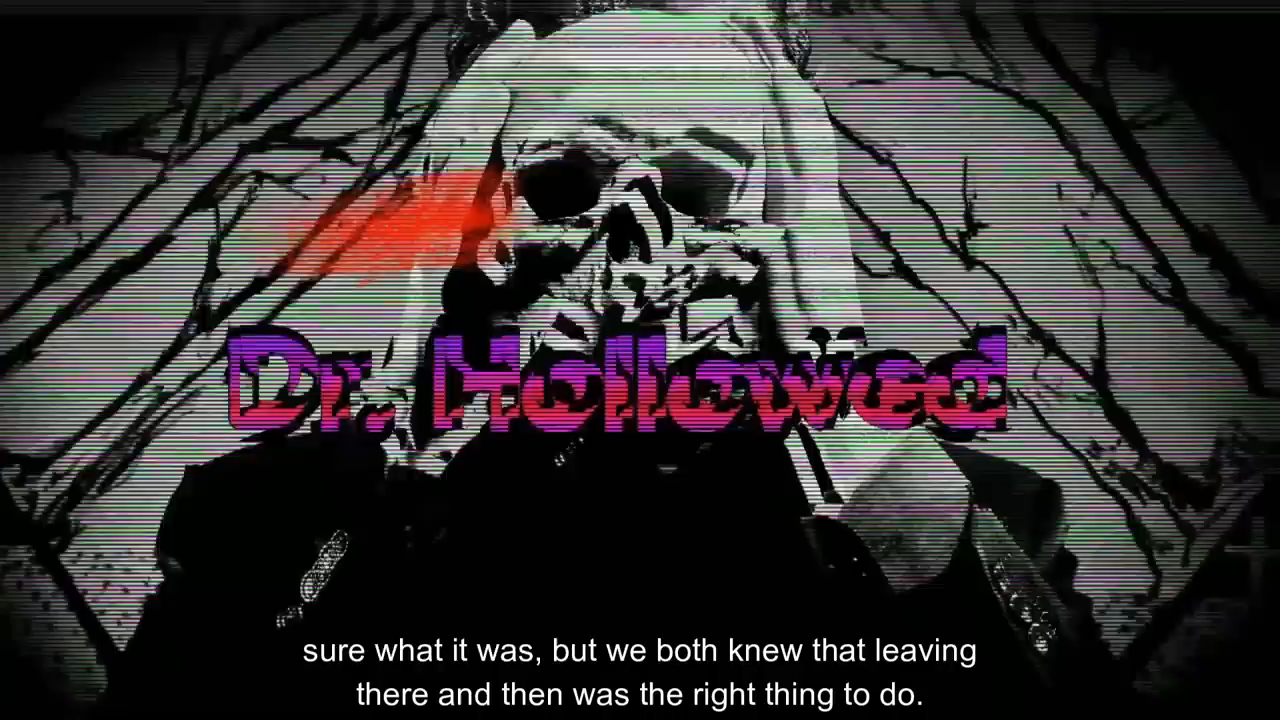 Dr. Hollowed
sure what it was, but we both knew that leaving
there and then was the right thing to do.